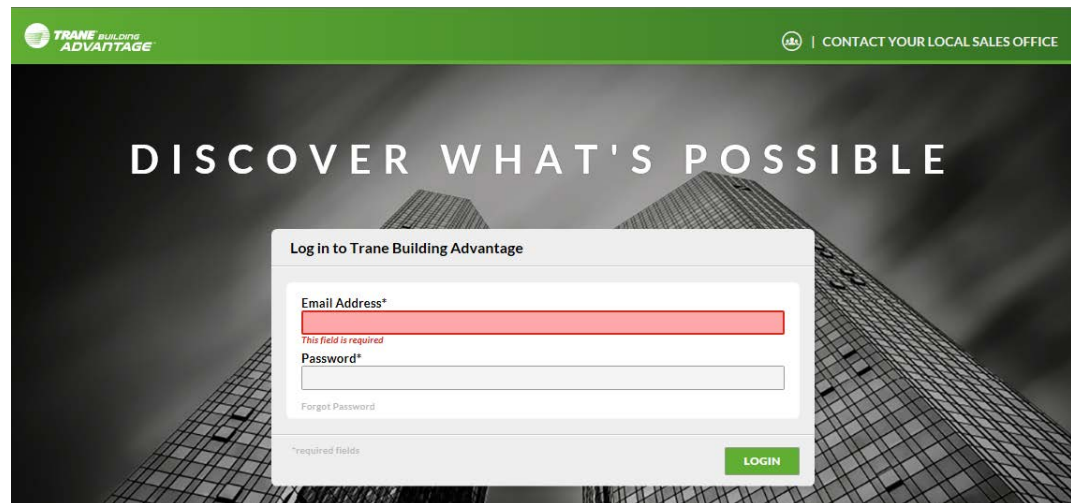 TRANE BUILDING
ADVANTAGE
| CONTACT YOUR LOCAL SALES OFFICE
DISCOVER WHAT'S POSSIBLE
Log in to Trane Building Advantage
Email Address*
This field is required
Password*
Forgot Password
*required fields
LOGIN